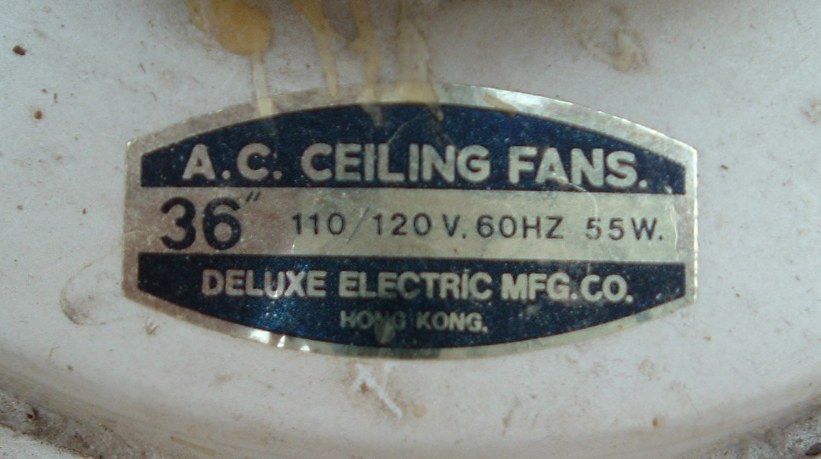 A.C. CEILING FANS.
36" 110/120 V. 60HZ 55W.
DELUXE ELECTRIC MFG.CO.
HONG KONG.